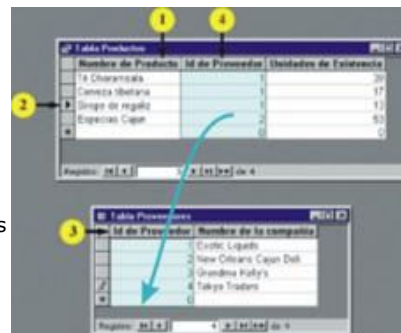 1 4
Tabla Productos
Nombre de Producto Id de Proveedor Unidades de Existencia
Té Dharamsala 1 39
Cerveza tibetana 1 17
2 Sirope de regaliz 1 13
Especias Cajun 2 53
0 0
Registro: 3 de 4
s
Tabla Proveedores
3 Id de Proveedor Nombre de la compañía
1 Exotic Liquids
2 New Orleans Cajun Deli
3 Grandma Kelly's
4 Tokyo Traders
0
Registro: 4 de 4